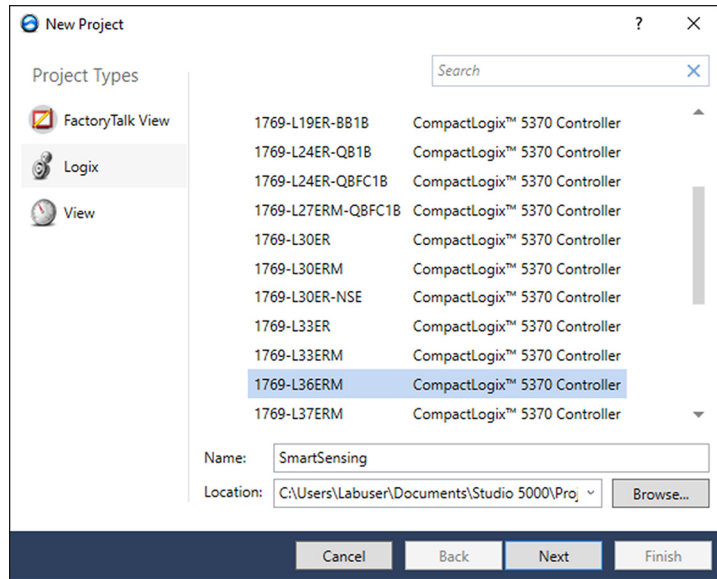 New Project
?
Search
Project Types
FactoryTalk View
Logix
View
1769-L19ER-BB1B CompactLogix™ 5370 Controller
1769-L24ER-QB1B CompactLogix™ 5370 Controller
1769-L24ER-QBFC1B CompactLogix™ 5370 Controller
1769-L27ERM-QBFC1B CompactLogix™ 5370 Controller
1769-L30ER CompactLogix™ 5370 Controller
1769-L30ERM CompactLogix™ 5370 Controller
1769-L30ER-NSE CompactLogix™ 5370 Controller
1769-L33ER CompactLogix™ 5370 Controller
1769-L33ERM CompactLogix™ 5370 Controller
1769-L36ERM CompactLogix™ 5370 Controller
1769-L37ERM CompactLogix™ 5370 Controller
Name: SmartSensing
Location: C:\Users\Labuser\Documents\Studio 5000\Proj Browse...
Cancel Back Next Finish